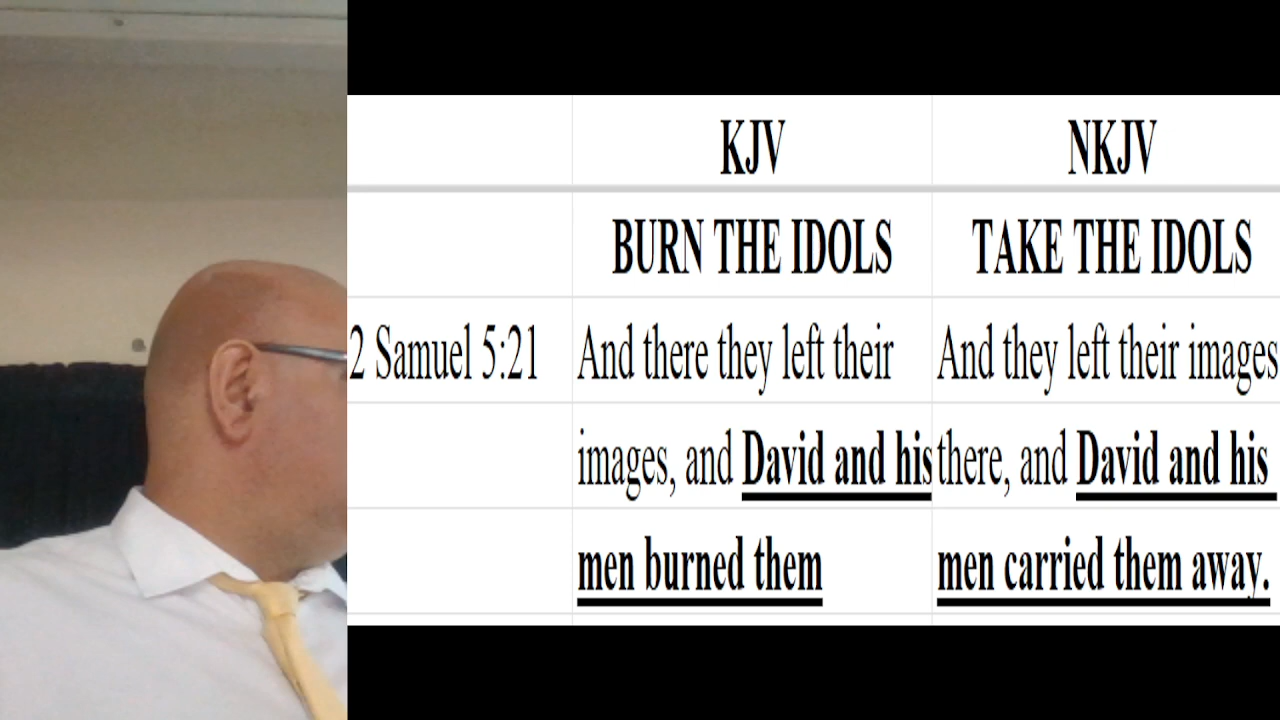 KJV NKJV
BURN THE IDOLS TAKE THE IDOLS
2 Samuel 5:21 And there they left their And they left their images
images, and David and his there, and David and his
men burned them men carried them away.